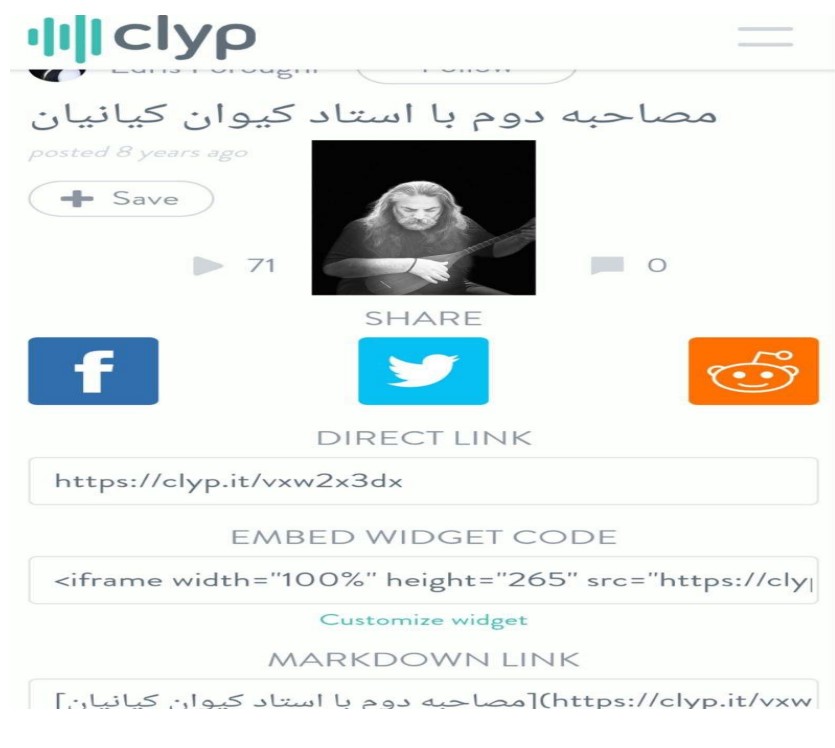 clyp
Edris Foroughi Follow
مصاحبه دوم با استاد کیوان کیانیان
posted 8 years ago
+ Save
71
0
SHARE
DIRECT LINK
https://clyp.it/vxw2x3dx
EMBED WIDGET CODE
<iframe width="100%" height="265" src="https://cly
Customize widget
MARKDOWN LINK
[مصاحبه دوم با استاد کیوان کیانیان](https://clyp.it/vxw